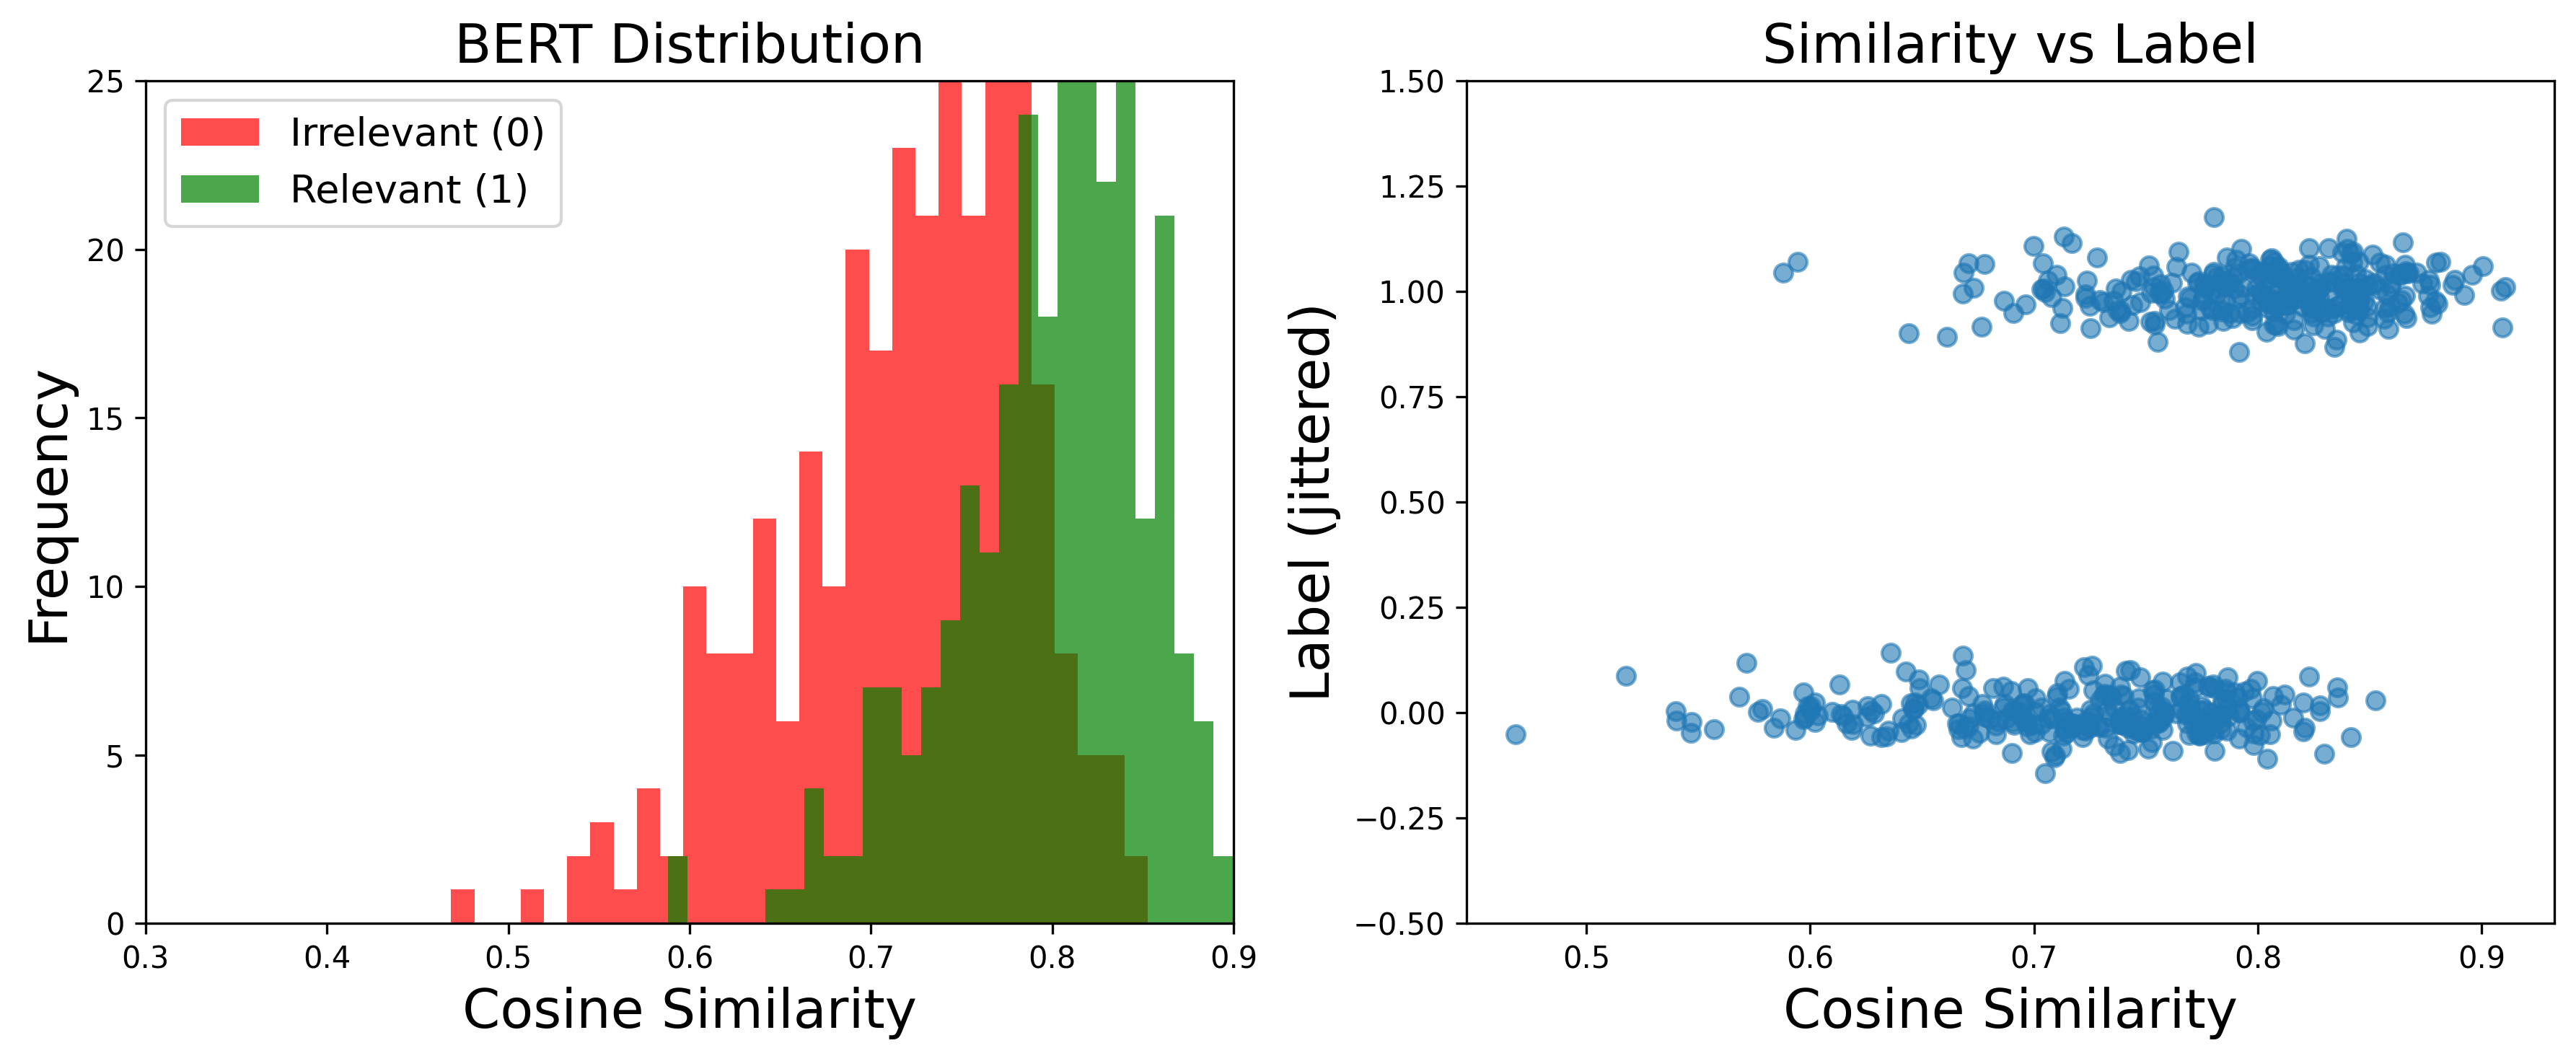 BERT Distribution
25
20
15
10
5
0
Frequency
Irrelevant (0)
Relevant (1)
0.3 0.4 0.5 0.6 0.7 0.8 0.9
Cosine Similarity
Similarity vs Label
1.50
1.25
1.00
0.75
0.50
0.25
0.00
−0.25
−0.50
Label (jittered)
0.5 0.6 0.7 0.8 0.9
Cosine Similarity